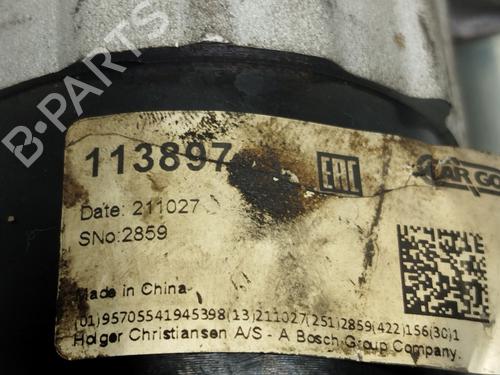 113897
EAC
CARGO
Date: 211027
SNo:2859
Made in China
(01)95705541945398(13)211027(251)2859(422)156(30)1
Holger Christiansen A/S - A Bosch Group Company.
B-PARTS